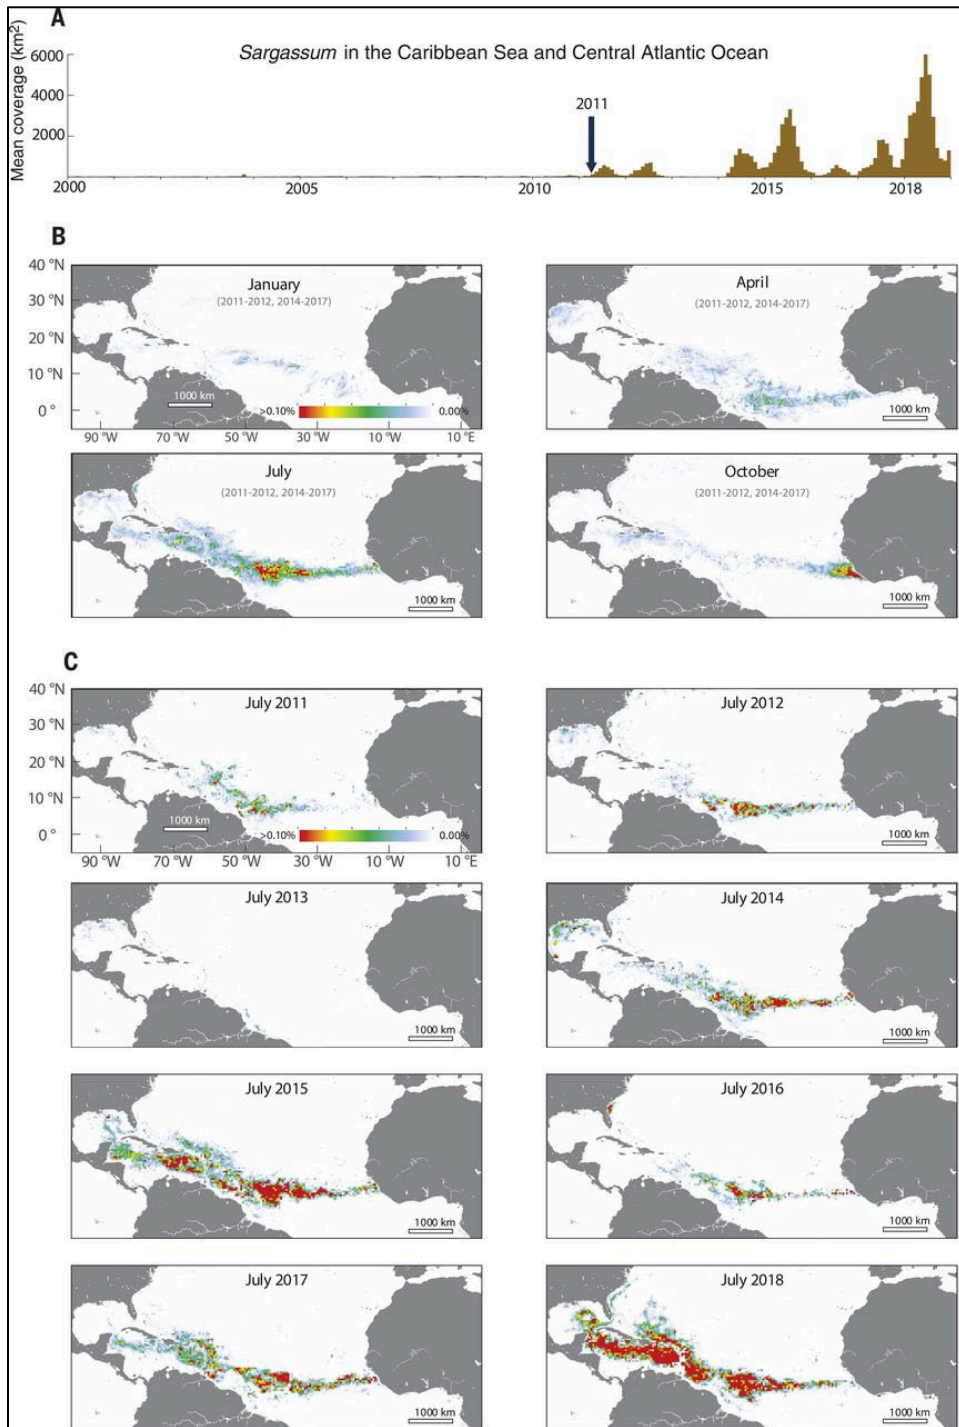 A
Sargassum in the Caribbean Sea and Central Atlantic Ocean
Mean coverage (km²)
6000
4000
2000
2011
2000 2005 2010 2015 2018
B
40 °N
30 °N
20 °N
10 °N
0 °
January
(2011-2012, 2014-2017)
1000 km
>0.10% 0.00%
90 °W 70 °W 50 °W 30 °W 10 °W 10 °E
April
(2011-2012, 2014-2017)
1000 km
July
(2011-2012, 2014-2017)
1000 km
October
(2011-2012, 2014-2017)
1000 km
C
40 °N
30 °N
20 °N
10 °N
0 °
July 2011
1000 km
>0.10% 0.00%
90 °W 70 °W 50 °W 30 °W 10 °W 10 °E
July 2012
1000 km
July 2013
1000 km
July 2014
1000 km
July 2015
1000 km
July 2016
1000 km
July 2017
1000 km
July 2018
1000 km